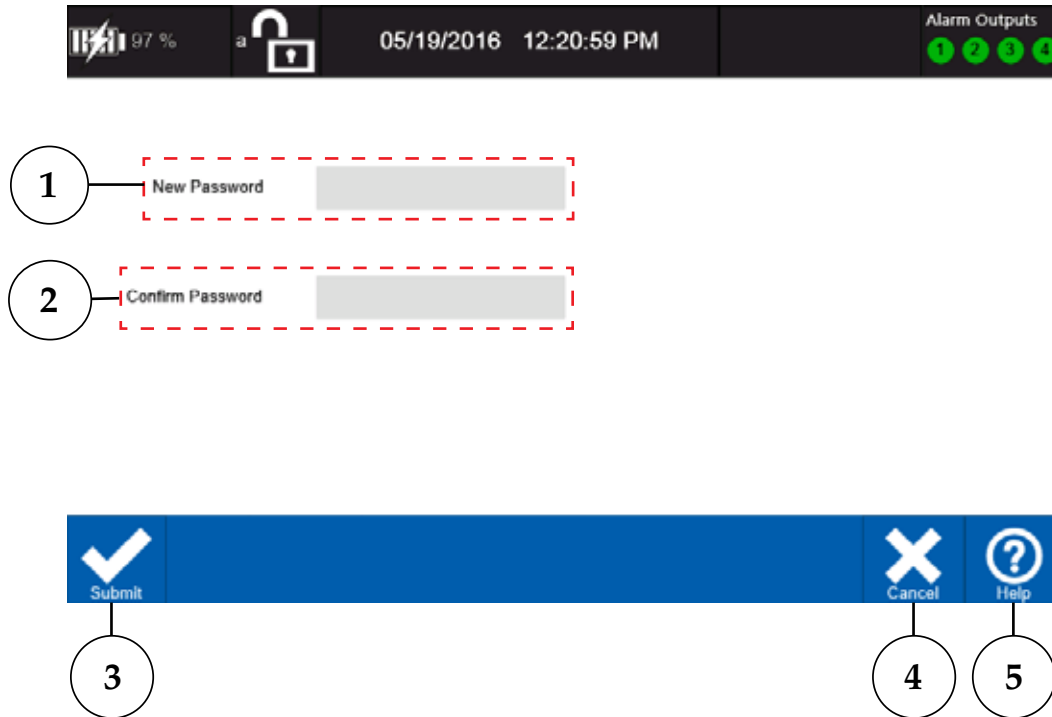 Alarm Outputs
97 % a 05/19/2016 12:20:59 PM
1 2 3 4
1 New Password
2 Confirm Password
Submit Cancel Help
3 4 5